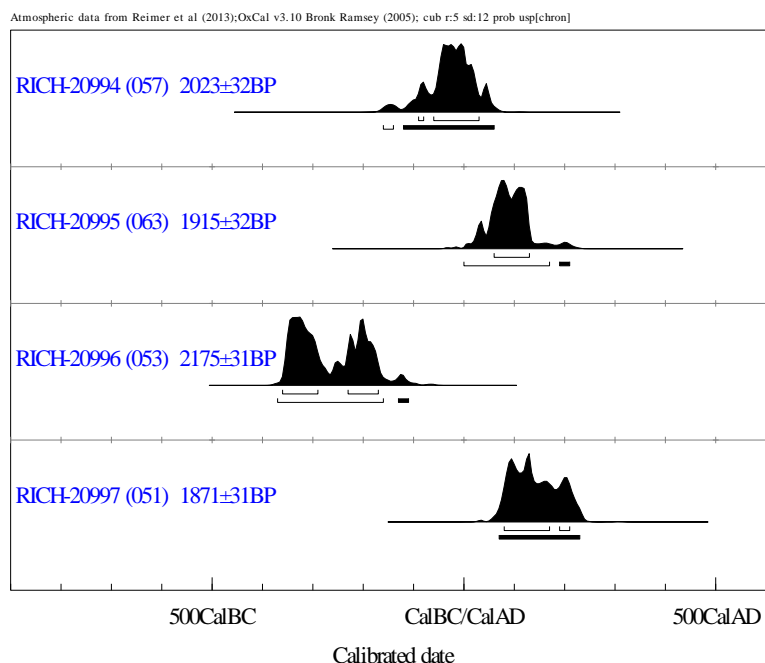 Atmospheric data from Reimer et al (2013);OxCal v3.10 Bronk Ramsey (2005); cub r:5 sd:12 prob usp[chron]
RICH-20994 (057) 2023±32BP
RICH-20995 (063) 1915±32BP
RICH-20996 (053) 2175±31BP
RICH-20997 (051) 1871±31BP
500CalBC CalBC/CalAD 500CalAD
Calibrated date